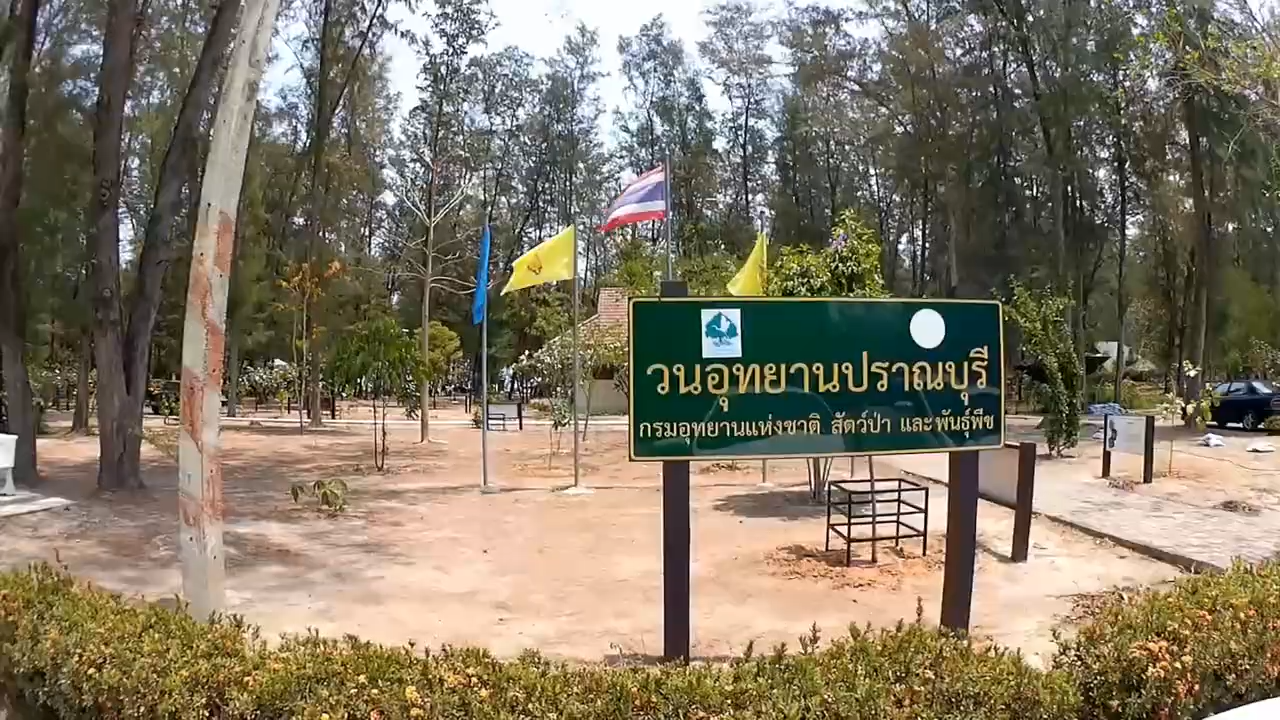 วนอุทยานปราณบุรี
กรมอุทยานแห่งชาติ สัตว์ป่า และพันธุ์พืช